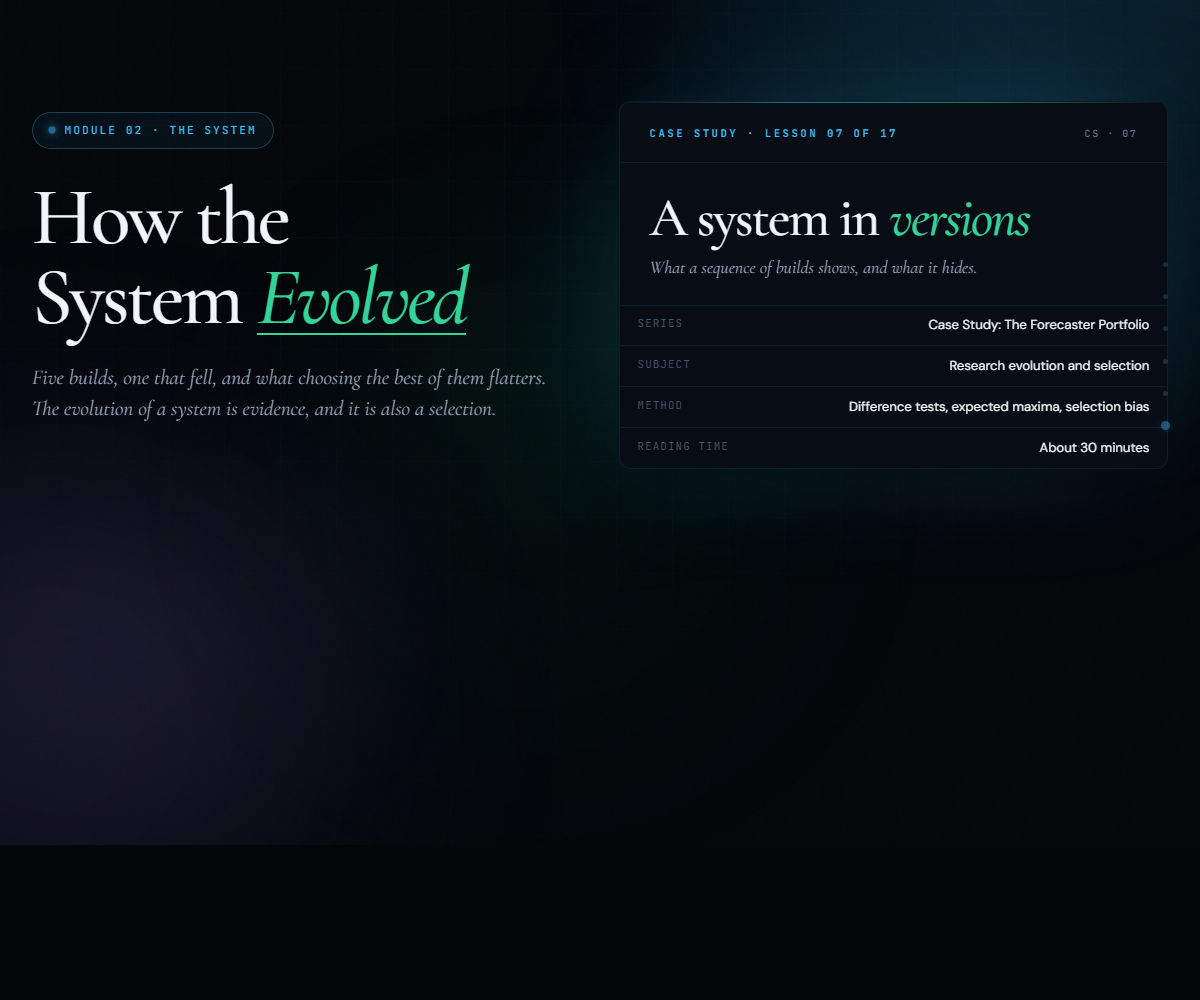 MODULE 02 · THE SYSTEM
How the
System Evolved
Five builds, one that fell, and what choosing the best of them flatters.
The evolution of a system is evidence, and it is also a selection.
CASE STUDY · LESSON 07 OF 17
CS · 07
A system in versions
What a sequence of builds shows, and what it hides.
SERIES
Case Study: The Forecaster Portfolio
SUBJECT
Research evolution and selection
METHOD
Difference tests, expected maxima, selection bias
READING TIME
About 30 minutes